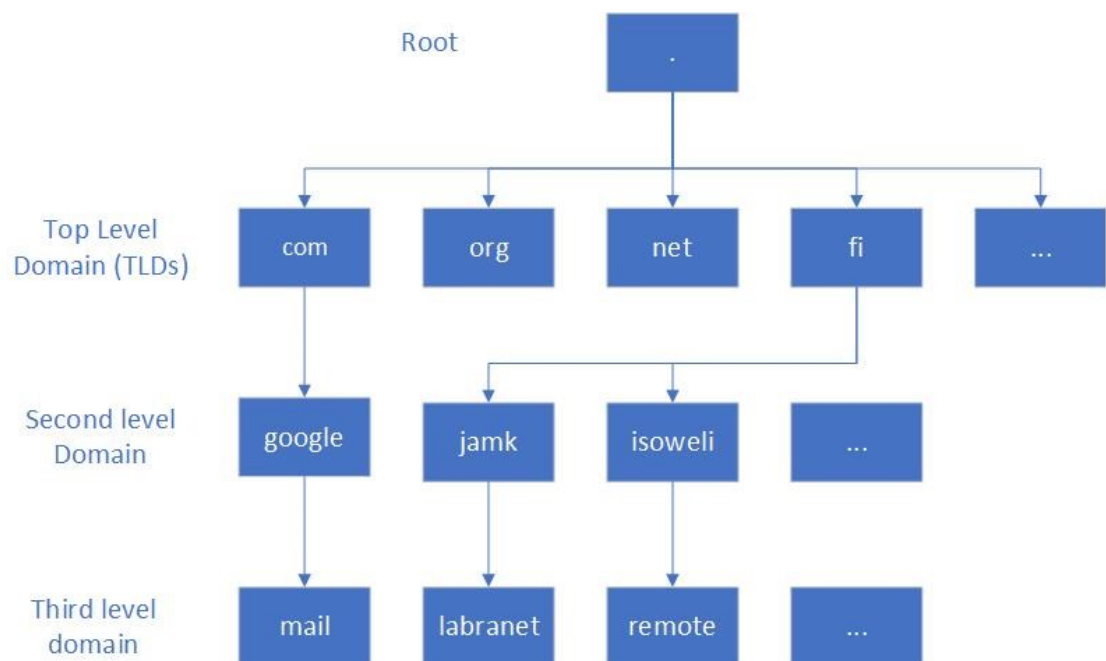 Root
.
Top Level
Domain (TLDs)
com
org
net
fi
...
Second level
Domain
google
jamk
isoweli
...
Third level
domain
mail
labranet
remote
...